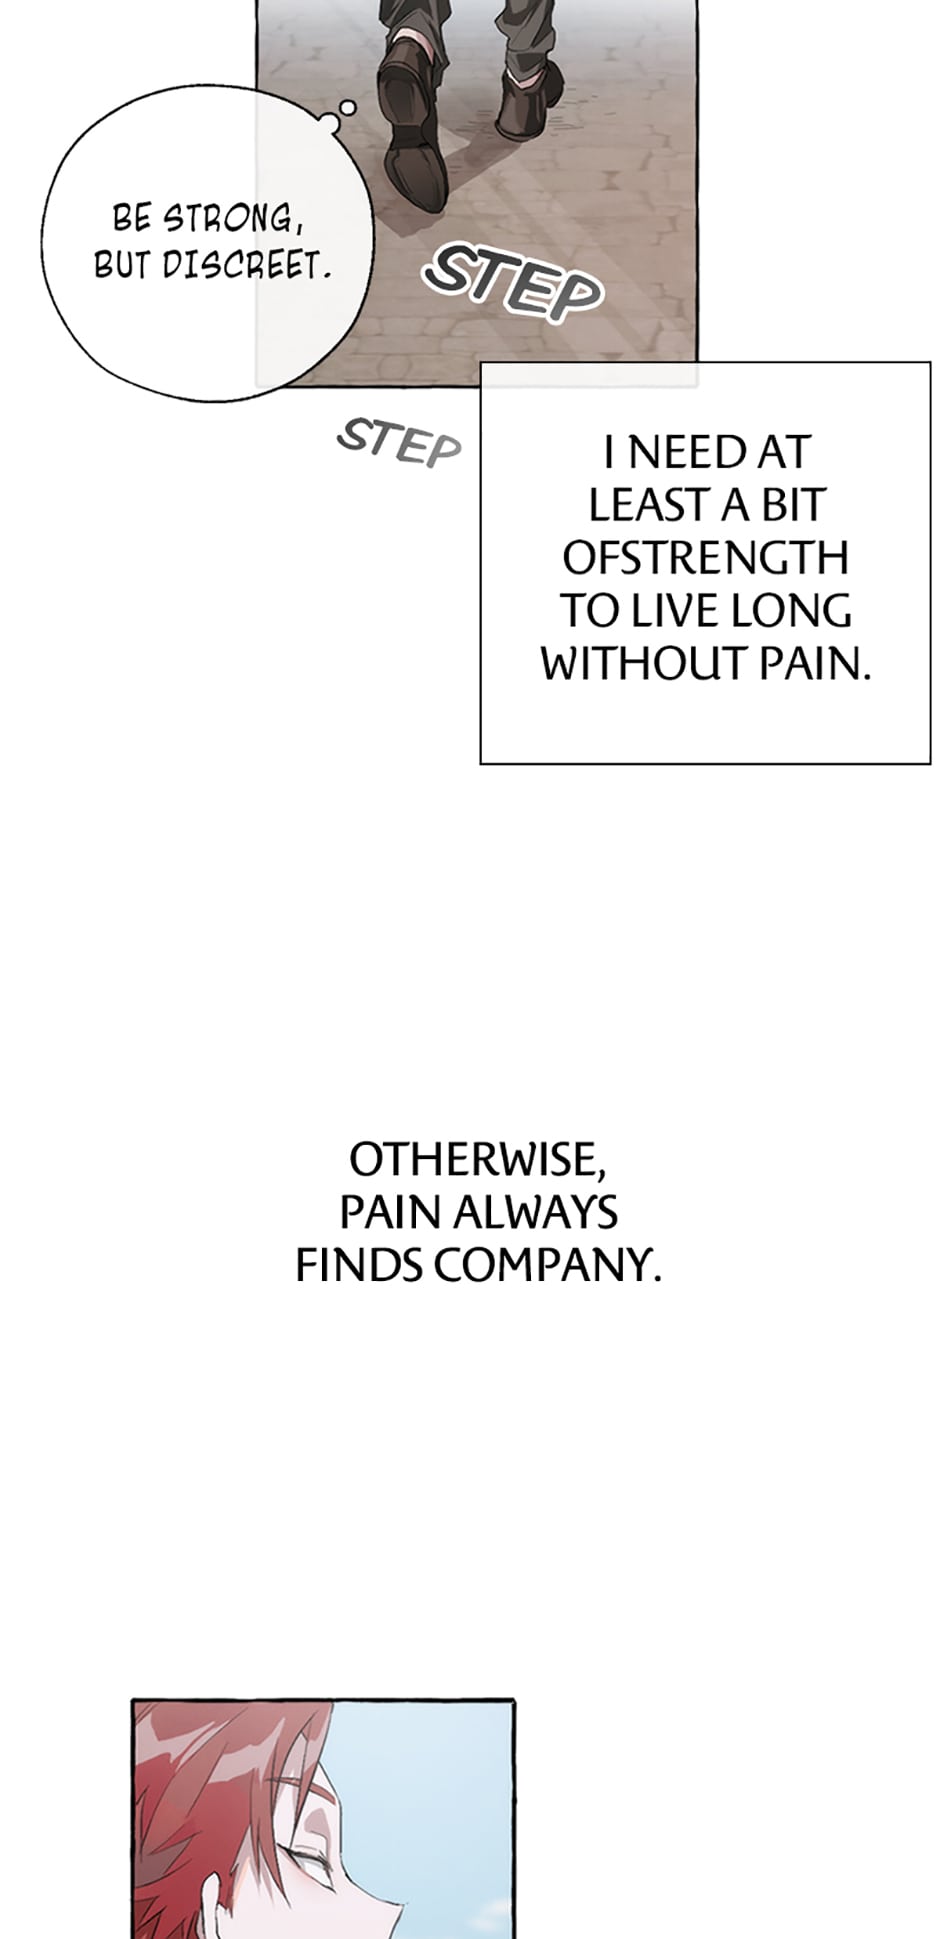 BE STRONG,
BUT DISCREET.
STEP
STEP
I NEED AT
LEAST A BIT
OFSTRENGTH
TO LIVE LONG
WITHOUT PAIN.
OTHERWISE,
PAIN ALWAYS
FINDS COMPANY.